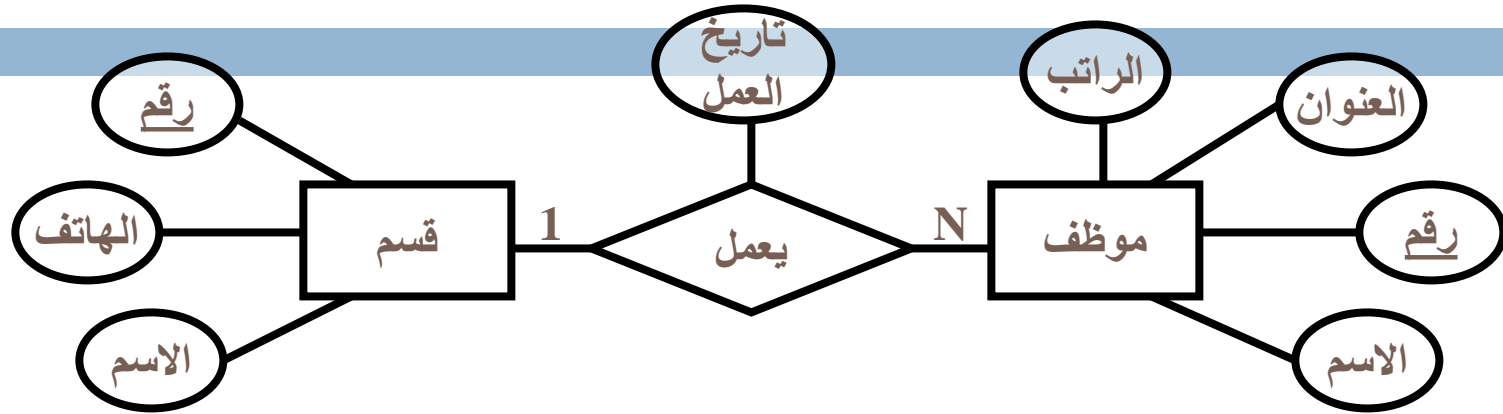 تاريخ
العمل
الراتب
العنوان
رقم
الاسم
موظف
N
يعمل
1
قسم
رقم
الهاتف
الاسم